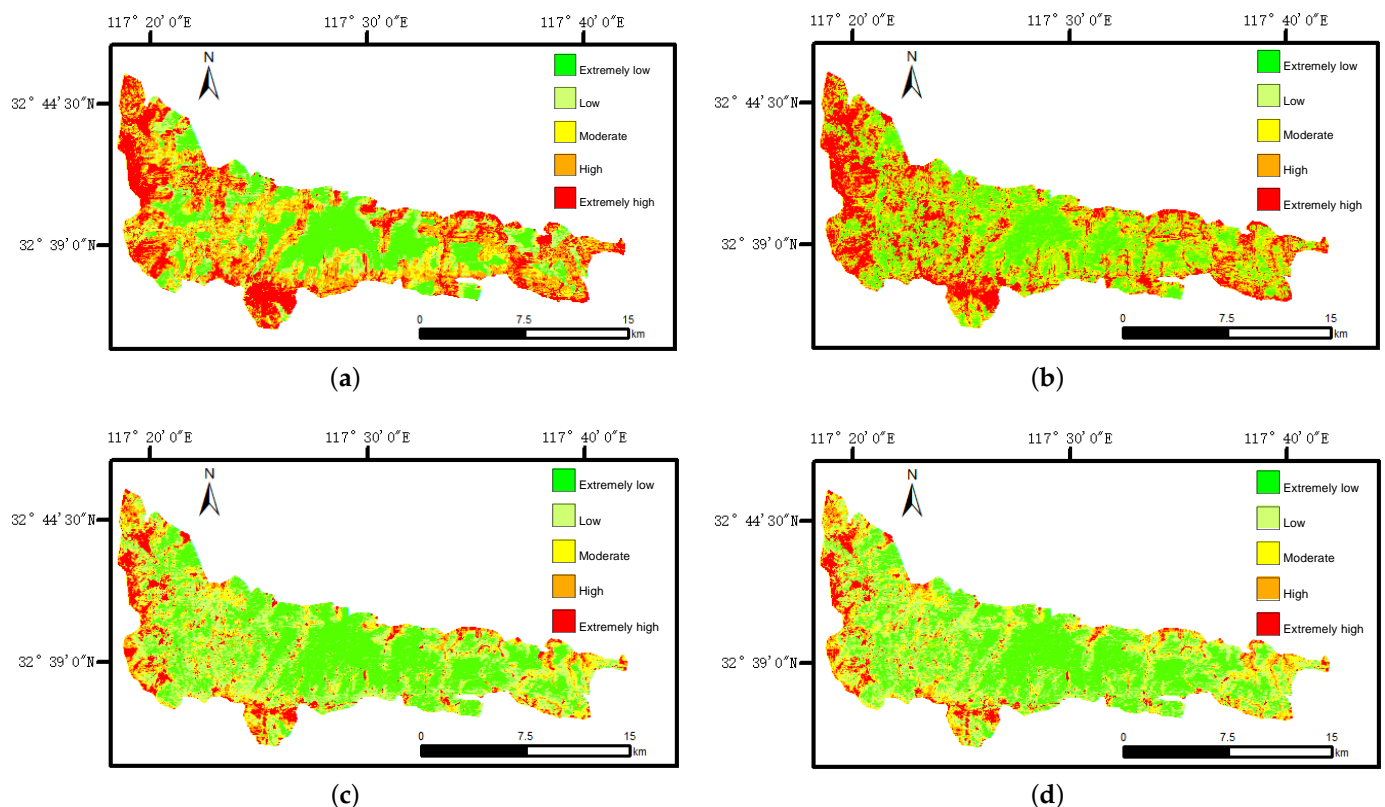 117° 20′ 0″E 117° 30′ 0″E 117° 40′ 0″E
N
Extremely low
32° 44′30″N
Low
Moderate
High
Extremely high
32° 39′ 0″N
0 7.5 15
km
(a)
117° 20′ 0″E 117° 30′ 0″E 117° 40′ 0″E
N
Extremely low
32° 44′30″N
Low
Moderate
High
Extremely high
32° 39′ 0″N
0 7.5 15
km
(b)
117° 20′ 0″E 117° 30′ 0″E 117° 40′ 0″E
N
Extremely low
32° 44′30″N
Low
Moderate
High
Extremely high
32° 39′ 0″N
0 7.5 15
km
(c)
117° 20′ 0″E 117° 30′ 0″E 117° 40′ 0″E
N
Extremely low
32° 44′30″N
Low
Moderate
High
Extremely high
32° 39′ 0″N
0 7.5 15
km
(d)